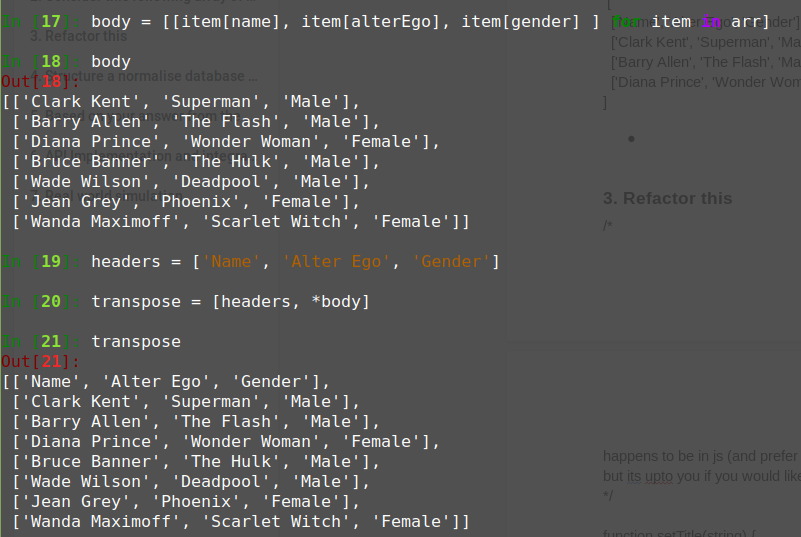 In [17]: body = [[item[name], item[alterEgo], item[gender] ] for item in arr]
In [18]: body
Out[18]:
[['Clark Kent', 'Superman', 'Male'],
['Barry Allen', 'The Flash', 'Male'],
['Diana Prince', 'Wonder Woman', 'Female'],
['Bruce Banner', 'The Hulk', 'Male'],
['Wade Wilson', 'Deadpool', 'Male'],
['Jean Grey', 'Phoenix', 'Female'],
['Wanda Maximoff', 'Scarlet Witch', 'Female']]
In [19]: headers = ['Name', 'Alter Ego', 'Gender']
In [20]: transpose = [headers, *body]
In [21]: transpose
Out[21]:
[['Name', 'Alter Ego', 'Gender'],
['Clark Kent', 'Superman', 'Male'],
['Barry Allen', 'The Flash', 'Male'],
['Diana Prince', 'Wonder Woman', 'Female'],
['Bruce Banner', 'The Hulk', 'Male'],
['Wade Wilson', 'Deadpool', 'Male'],
['Jean Grey', 'Phoenix', 'Female'],
['Wanda Maximoff', 'Scarlet Witch', 'Female']]
3. Refactor this
Structure a normalise database ...
[
['Clark Kent', 'Superman', 'Ma
['Barry Allen', 'The Flash', 'Ma
['Diana Prince', 'Wonder Wom
]
3. Refactor this
/*
happens to be in js (and prefer
but its upto you if you would like
*/
function setTitle(string) {